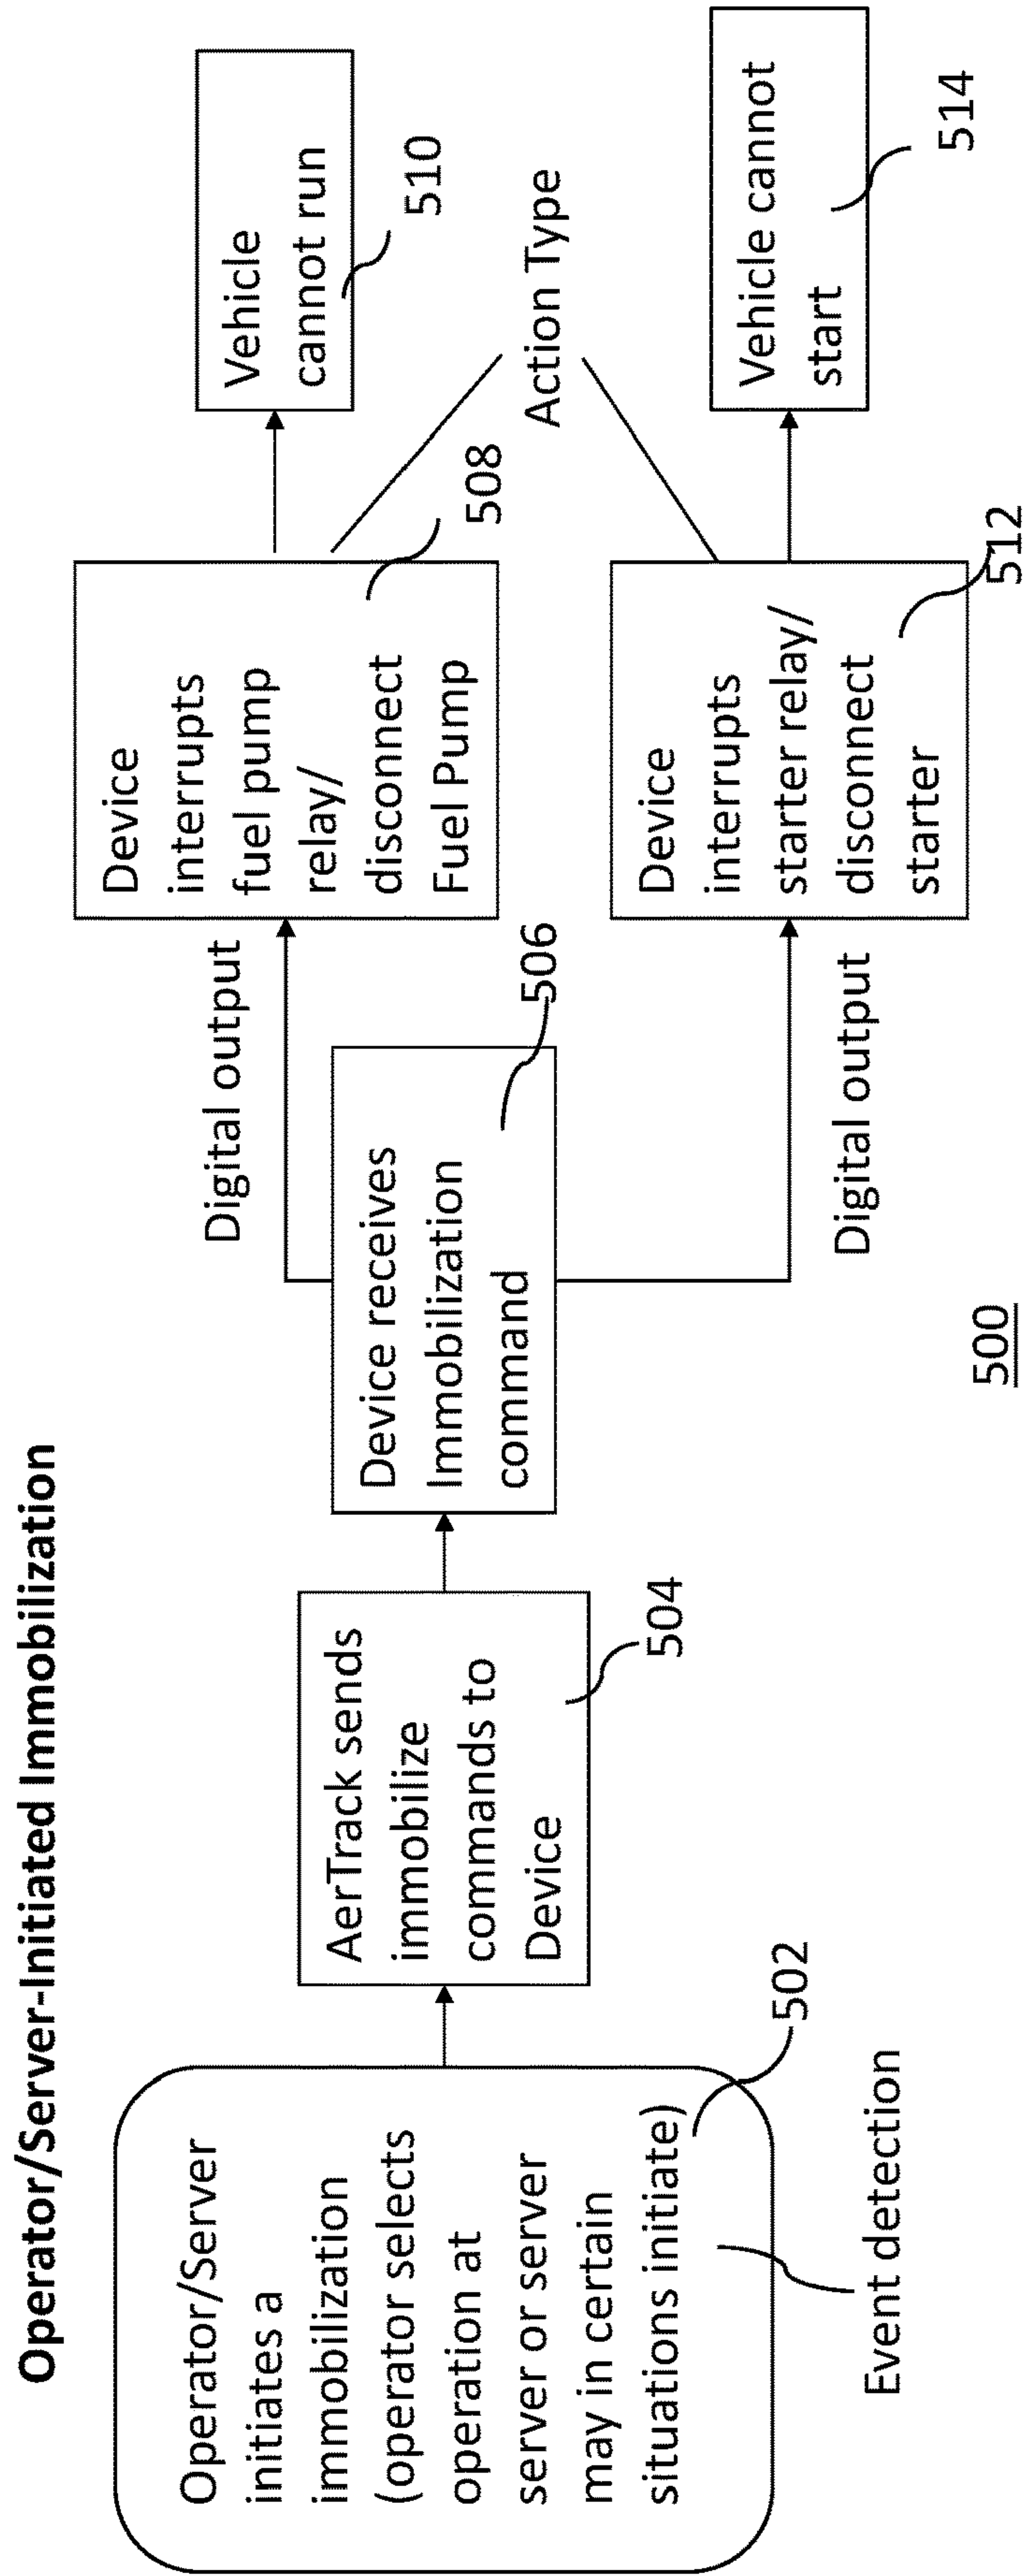 Operator/Server-Initiated Immobilization
Operator/Server
initiates a
immobilization
(operator selects
operation at
server or server
may in certain
situations initiate)
502
Event detection
AerTrack sends
immobilize
commands to
Device
504
Device receives
Immobilization
command
506
Digital output
Device
interrupts
fuel pump
relay/
disconnect
Fuel Pump
508
Vehicle
cannot run
510
Action Type
Digital output
Device
interrupts
starter relay/
disconnect
starter
512
Vehicle cannot
start
514
500